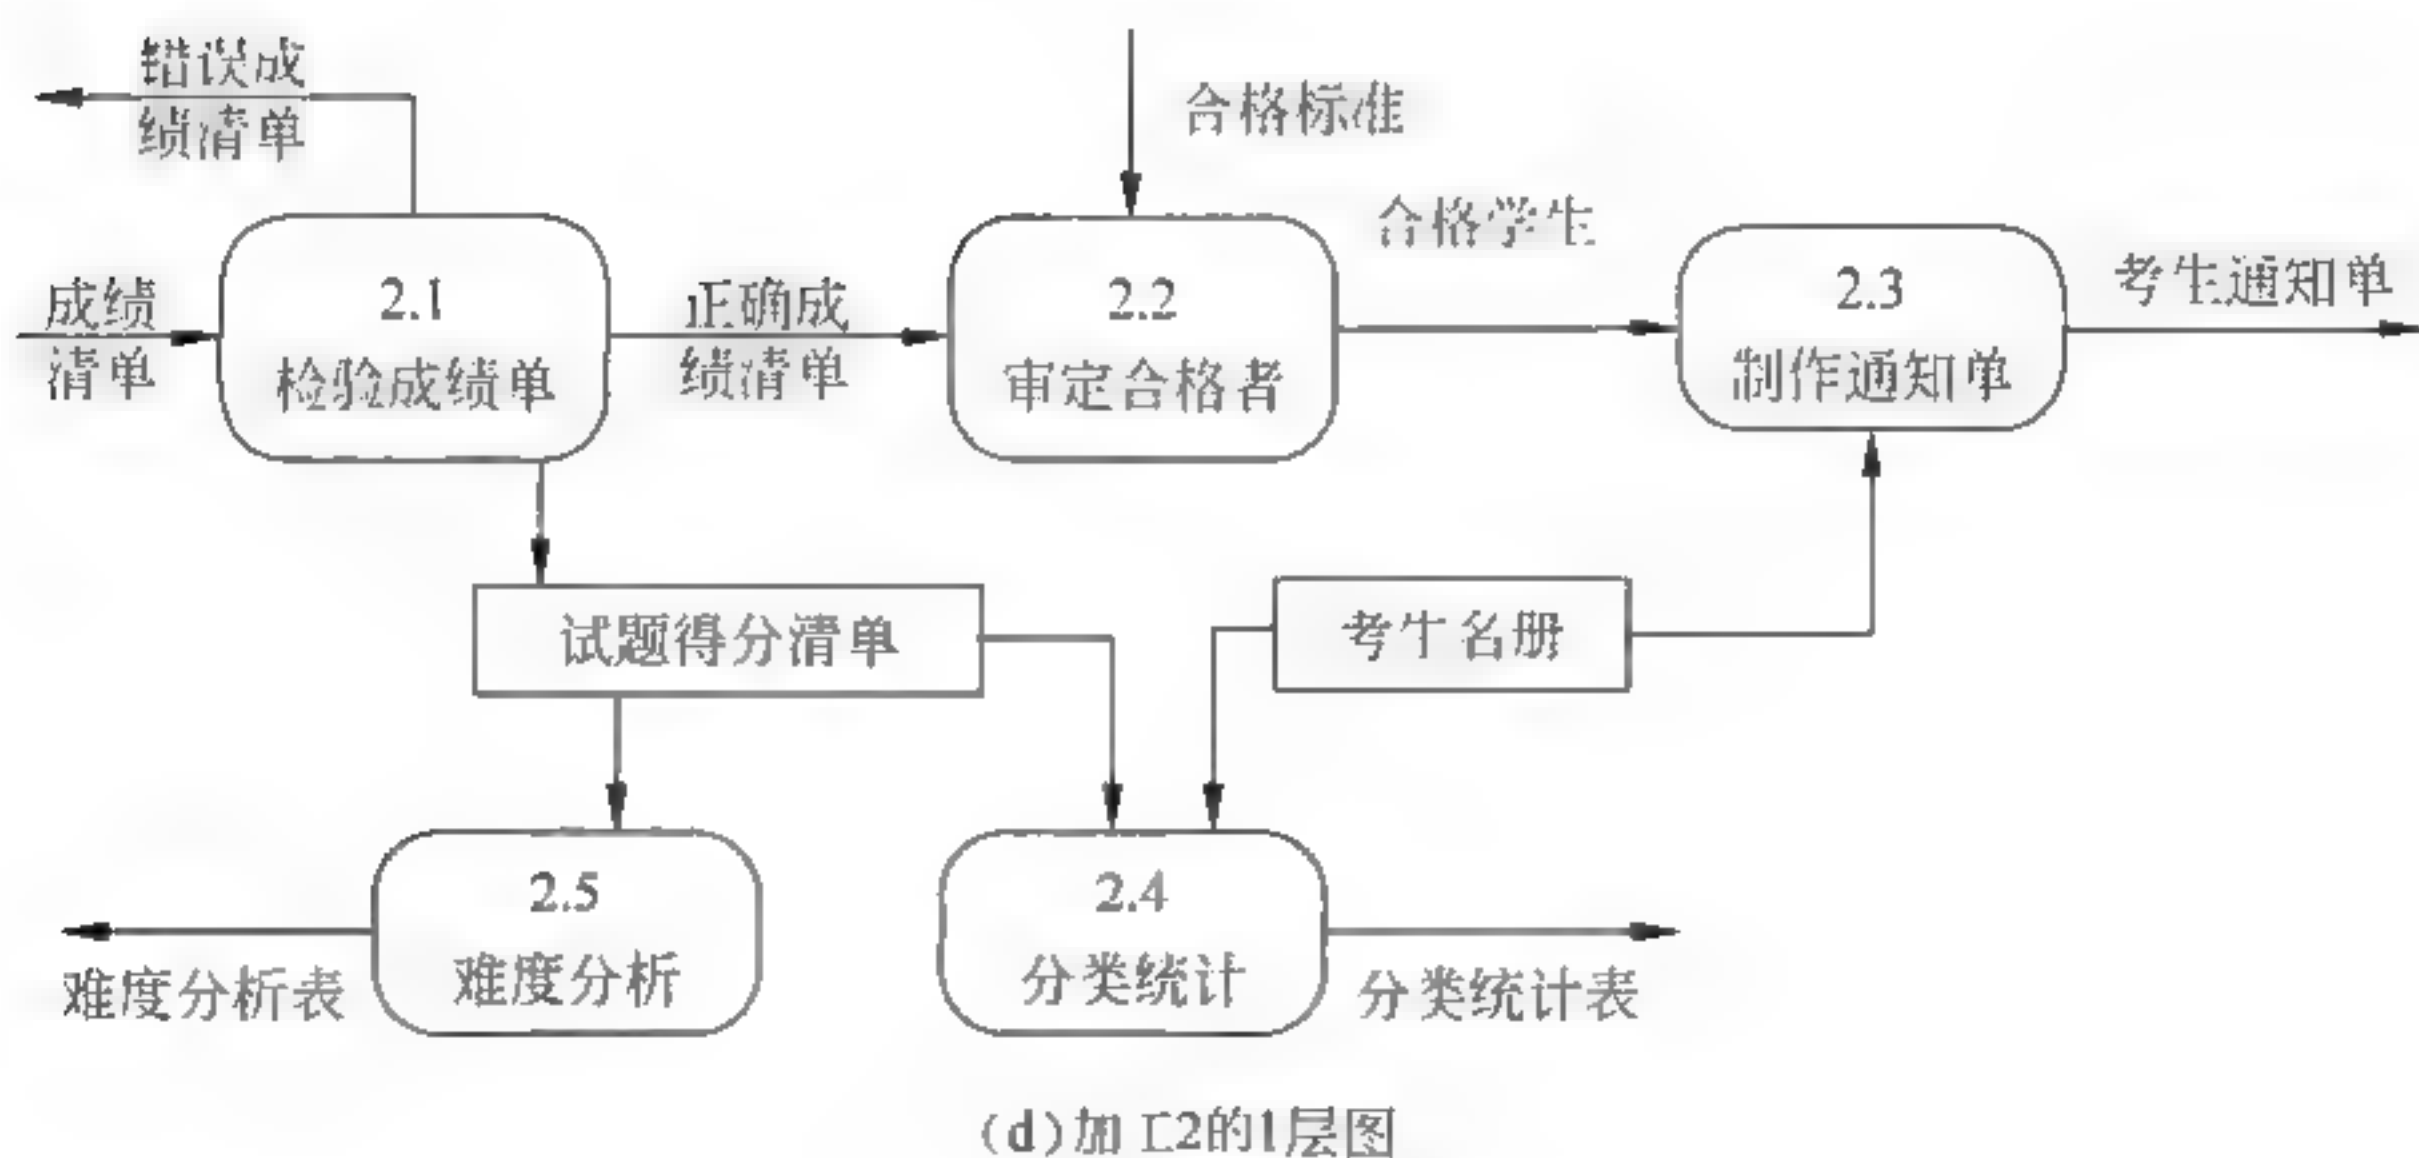 错误成
绩清单
合格标准
合格学生
成绩
清单
2.1
检验成绩单
正确成
绩清单
2.2
审定合格者
2.3
制作通知单
考生通知单
试题得分清单
考生名册
2.5
难度分析
难度分析表
2.4
分类统计
分类统计表
(d)加工2的1层图